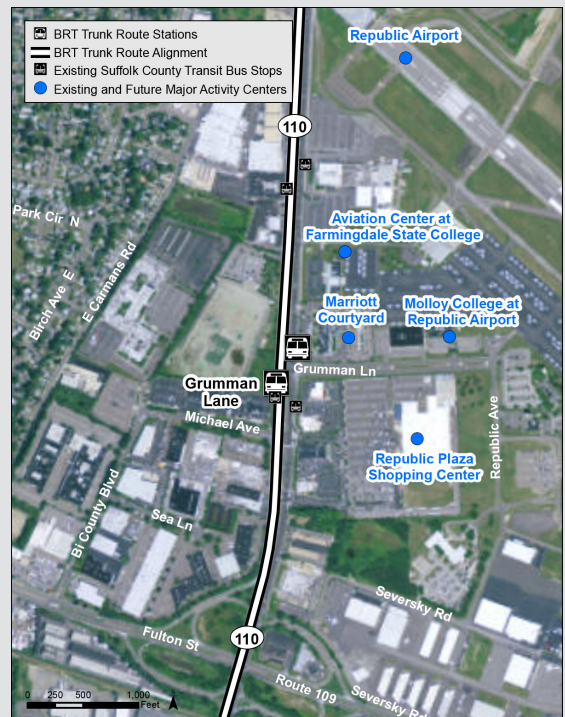 BRT Trunk Route Stations
BRT Trunk Route Alignment
Existing Suffolk County Transit Bus Stops
Existing and Future Major Activity Centers
Republic Airport
110
Park Cir N
Aviation Center at
Farmingdale State College
E Carmans Rd
Birch Ave E
Marriott
Courtyard
Molloy College at
Republic Airport
Grumman Ln
Grumman
Lane
Michael Ave
Republic Ave
Republic Plaza
Shopping Center
Bi County Blvd
Sea Ln
Seversky Rd
110
Fulton St
Route 109
Seversky Rd
0 250 500 1,000
Feet